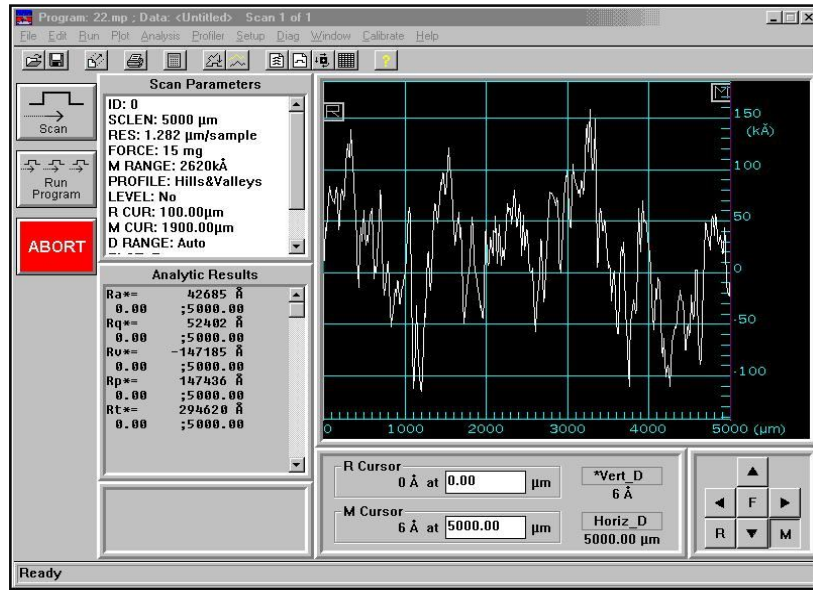 Program: 22.mp ; Data: <Untitled> Scan 1 of 1
File Edit Run Plot Analysis Profiler Setup Diag Window Calibrate Help
Scan
Run
Program
ABORT
Scan Parameters
ID: 0
SCLEN: 5000 µm
RES: 1.282 µm/sample
FORCE: 15 mg
M RANGE: 2620kÅ
PROFILE: Hills&Valleys
LEVEL: No
R CUR: 100.00µm
M CUR: 1900.00µm
D RANGE: Auto
Analytic Results
Ra*= 42685 Å
0.00 ;5000.00
Rq*= 52402 Å
0.00 ;5000.00
Rv*= -147185 Å
0.00 ;5000.00
Rp*= 147436 Å
0.00 ;5000.00
Rt*= 294620 Å
0.00 ;5000.00
R
M
150
(kÅ)
100
50
0
-50
-100
0 1000 2000 3000 4000 5000 (µm)
R Cursor
0 Å at 0.00 µm
M Cursor
6 Å at 5000.00 µm
*Vert_D
6 Å
Horiz_D
5000.00 µm
F
R
M
Ready